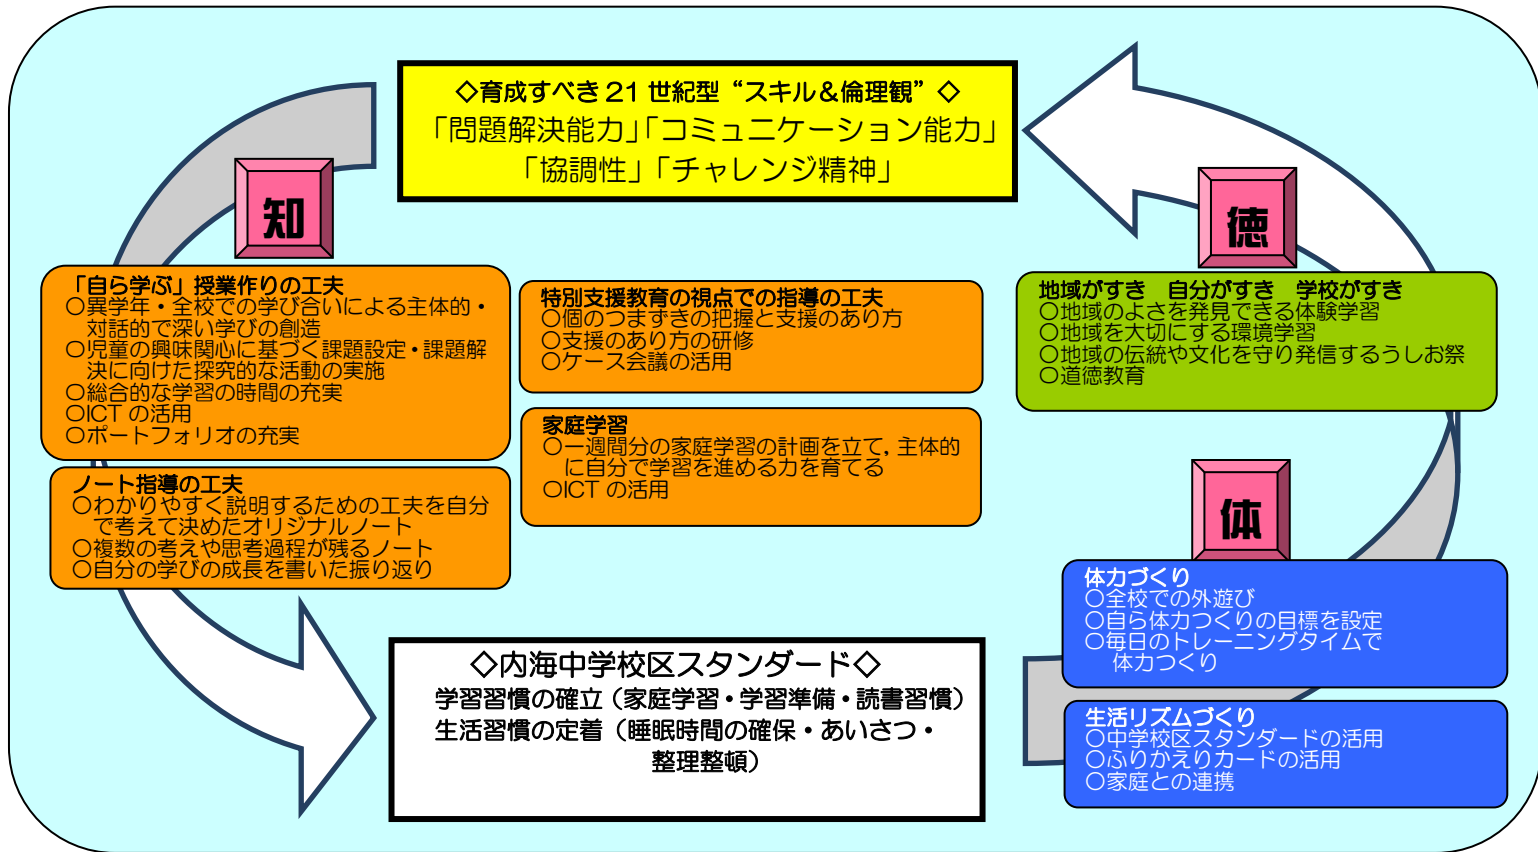 ◇育成すべき21世紀型“スキル＆倫理観”◇
「問題解決能力」「コミュニケーション能力」
「協調性」「チャレンジ精神」
知
「自ら学ぶ」授業作りの工夫
○異学年・全校での学び合いによる主体的・
対話的で深い学びの創造
○児童の興味関心に基づく課題設定・課題解
決に向けた探究的な活動の実施
○総合的な学習の時間の充実
○ICTの活用
○ポートフォリオの充実
ノート指導の工夫
○わかりやすく説明するための工夫を自分
で考えて決めたオリジナルノート
○複数の考えや思考過程が残るノート
○自分の学びの成長を書いた振り返り
特別支援教育の視点での指導の工夫
○個のつまずきの把握と支援のあり方
○支援のあり方の研修
○ケース会議の活用
家庭学習
○一週間分の家庭学習の計画を立て，主体的
に自分で学習を進める力を育てる
○ICTの活用
徳
地域がすき　自分がすき　学校がすき
○地域のよさを発見できる体験学習
○地域を大切にする環境学習
○地域の伝統や文化を守り発信するうしお祭
○道徳教育
体
体力づくり
○全校での外遊び
○自ら体力つくりの目標を設定
○毎日のトレーニングタイムで
体力つくり
生活リズムづくり
○中学校区スタンダードの活用
○ふりかえりカードの活用
○家庭との連携
◇内海中学校区スタンダード◇
学習習慣の確立（家庭学習・学習準備・読書習慣）
生活習慣の定着（睡眠時間の確保・あいさつ・
整理整頓）